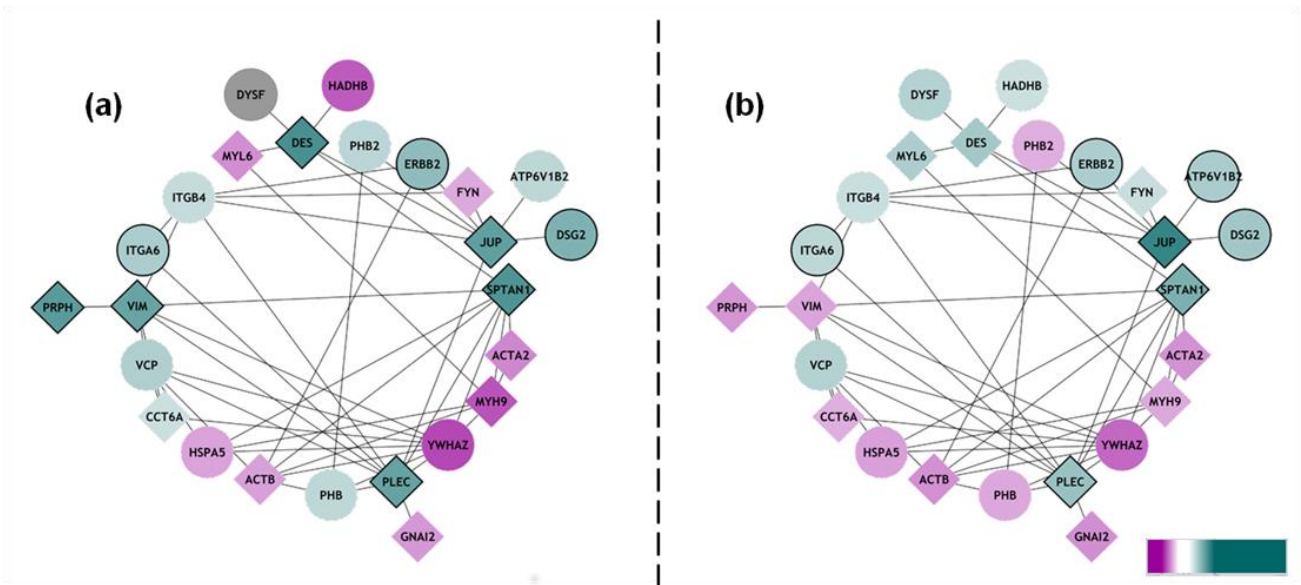 (a)
DYSF
HADHB
DES
MYL6
PHB2
ERBB2
FYN
ATP6V1B2
ITGB4
JUP
DSG2
ITGA6
SPTAN1
PRPH
VIM
VCP
ACTA2
CCT6A
MYH9
HSPA5
YWHAZ
ACTB
PHB
PLEC
GNAI2
(b)
DYSF
HADHB
DES
MYL6
PHB2
ERBB2
FYN
ATP6V1B2
ITGB4
JUP
DSG2
ITGA6
SPTAN1
PRPH
VIM
VCP
ACTA2
CCT6A
MYH9
HSPA5
YWHAZ
ACTB
PHB
PLEC
GNAI2